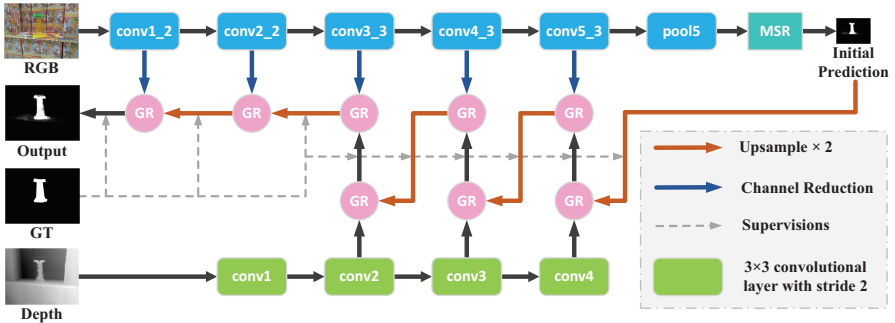 conv1_2
conv2_2
conv3_3
conv4_3
conv5_3
pool5
MSR
RGB
Initial
Prediction
GR
GR
GR
GR
GR
Output
Upsample × 2
Channel Reduction
GR
GR
GR
GT
Supervisions
conv1
conv2
conv3
conv4
3×3 convolutional
layer with stride 2
Depth